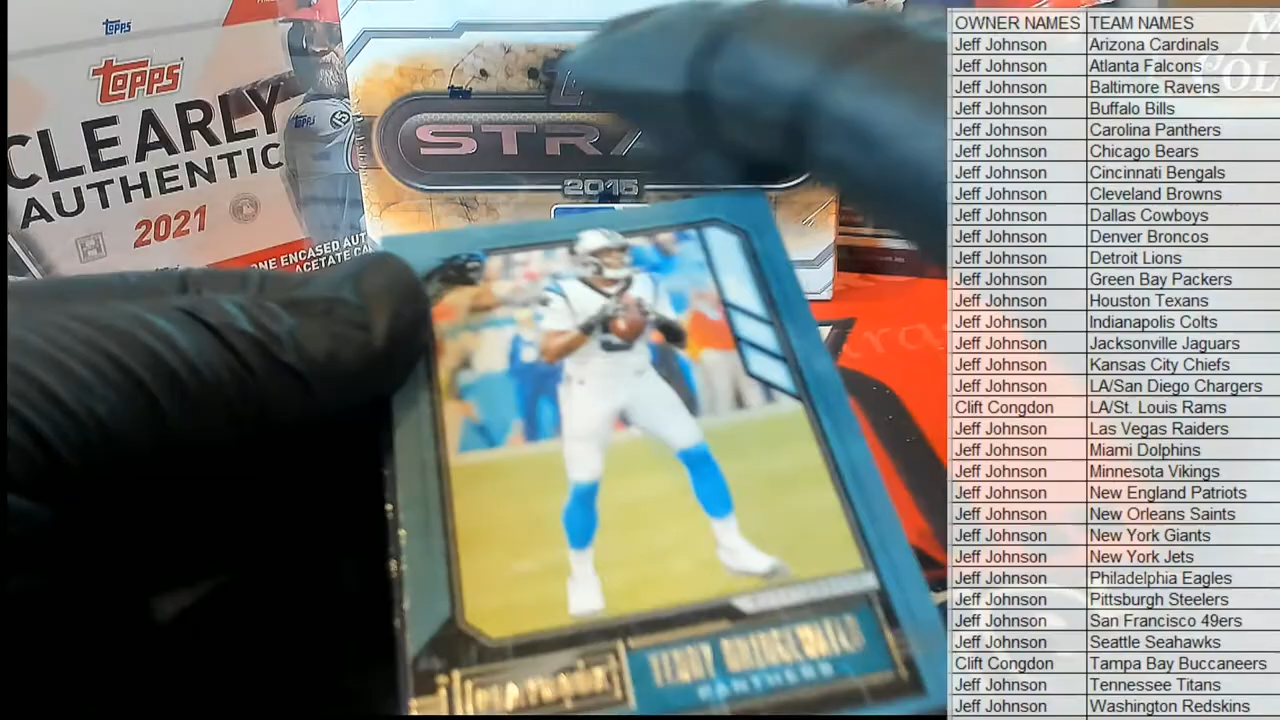 topps
topps
CLEARLY
AUTHENTIC
2021
ONE ENCASED AUT
ACETATE CA
STRA
2015
TEDDY BRIDGEWATER
PANTHERS
PLAYBOOK
OWNER NAMES TEAM NAMES
Jeff Johnson Arizona Cardinals
Jeff Johnson Atlanta Falcons
Jeff Johnson Baltimore Ravens
Jeff Johnson Buffalo Bills
Jeff Johnson Carolina Panthers
Jeff Johnson Chicago Bears
Jeff Johnson Cincinnati Bengals
Jeff Johnson Cleveland Browns
Jeff Johnson Dallas Cowboys
Jeff Johnson Denver Broncos
Jeff Johnson Detroit Lions
Jeff Johnson Green Bay Packers
Jeff Johnson Houston Texans
Jeff Johnson Indianapolis Colts
Jeff Johnson Jacksonville Jaguars
Jeff Johnson Kansas City Chiefs
Jeff Johnson LA/San Diego Chargers
Clift Congdon LA/St. Louis Rams
Jeff Johnson Las Vegas Raiders
Jeff Johnson Miami Dolphins
Jeff Johnson Minnesota Vikings
Jeff Johnson New England Patriots
Jeff Johnson New Orleans Saints
Jeff Johnson New York Giants
Jeff Johnson New York Jets
Jeff Johnson Philadelphia Eagles
Jeff Johnson Pittsburgh Steelers
Jeff Johnson San Francisco 49ers
Jeff Johnson Seattle Seahawks
Clift Congdon Tampa Bay Buccaneers
Jeff Johnson Tennessee Titans
Jeff Johnson Washington Redskins